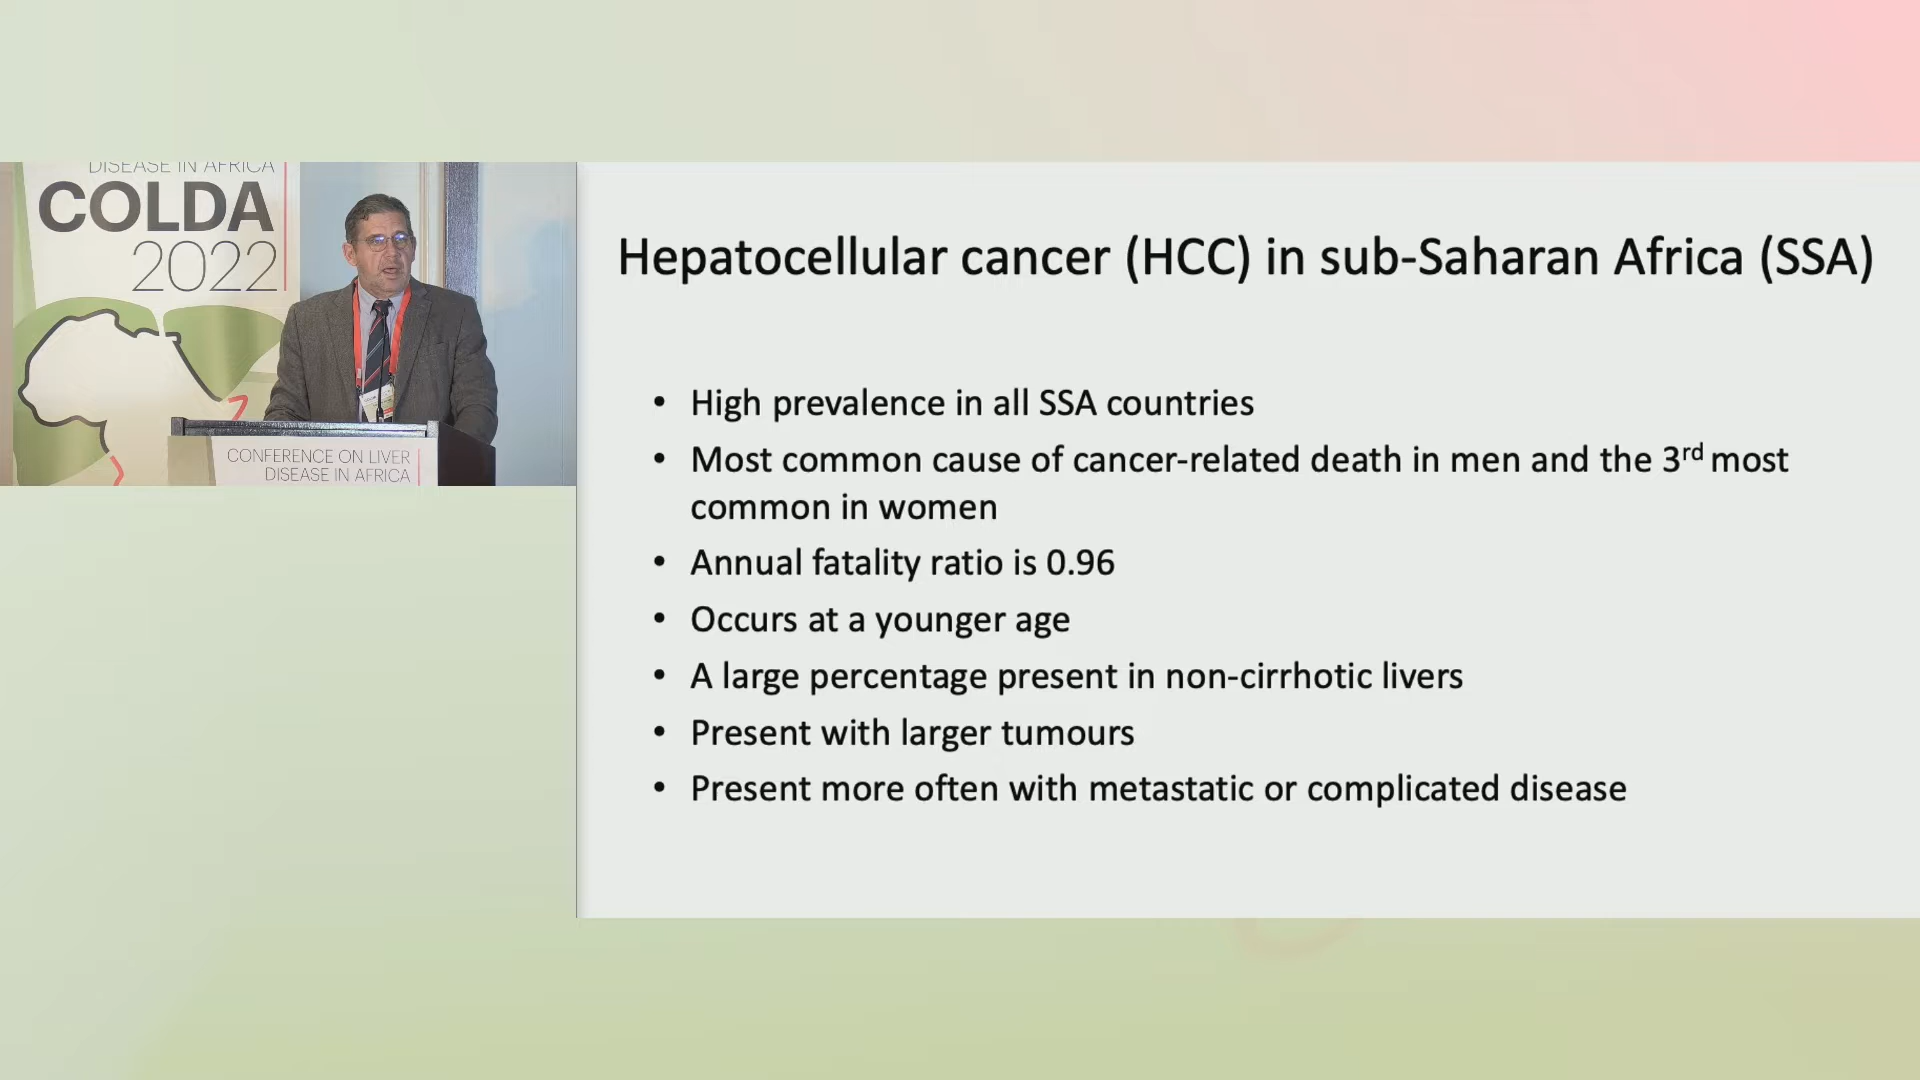 DISEASE IN AFRICA
COLDA
2022
CONFERENCE ON LIVER
DISEASE IN AFRICA
Hepatocellular cancer (HCC) in sub-Saharan Africa (SSA)
• High prevalence in all SSA countries
• Most common cause of cancer-related death in men and the 3rd most
common in women
• Annual fatality ratio is 0.96
• Occurs at a younger age
• A large percentage present in non-cirrhotic livers
• Present with larger tumours
• Present more often with metastatic or complicated disease